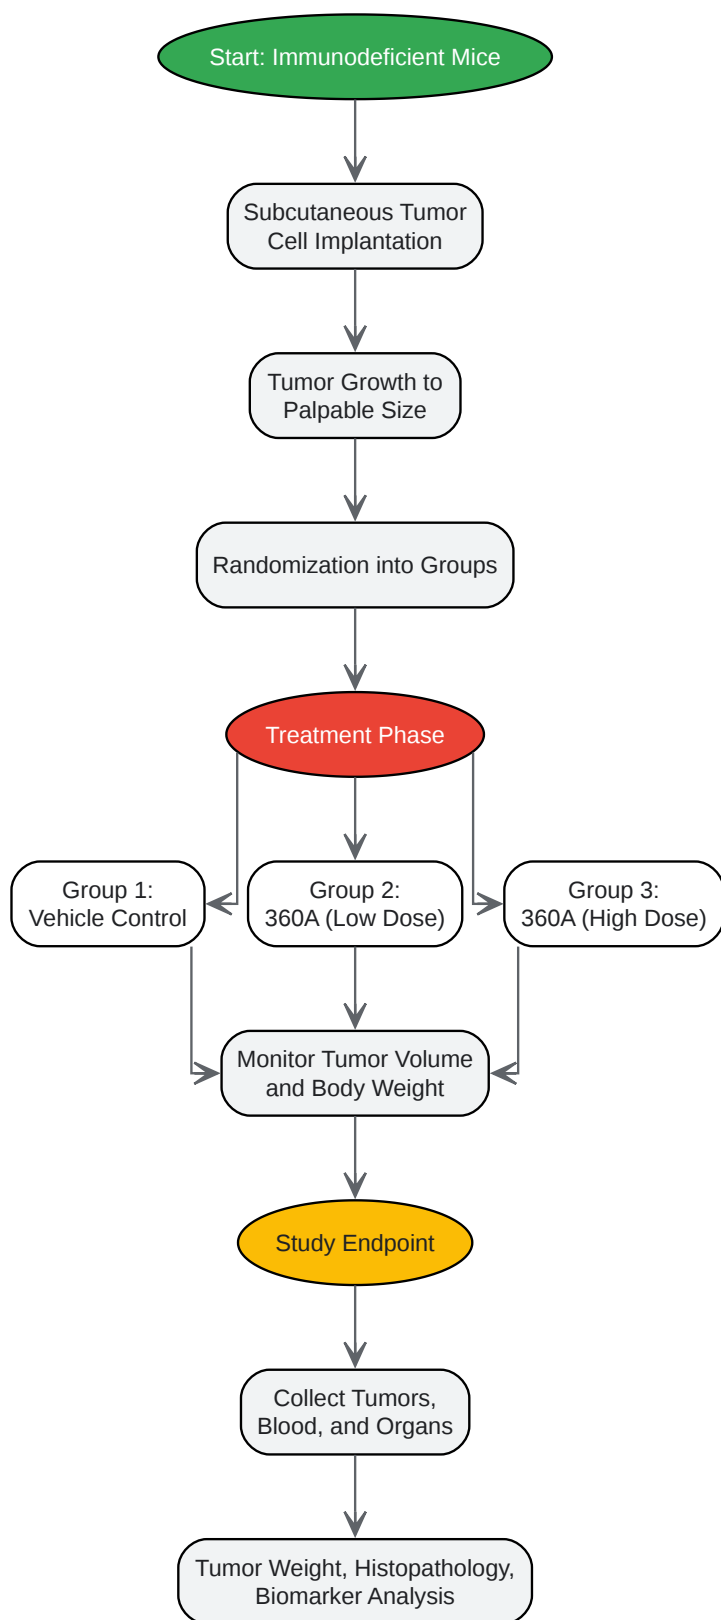 Start: Immunodeficient Mice
Subcutaneous Tumor
Cell Implantation
Tumor Growth to
Palpable Size
Randomization into Groups
Treatment Phase
Group 1:
Vehicle Control
Group 2:
360A (Low Dose)
Group 3:
360A (High Dose)
Monitor Tumor Volume
and Body Weight
Study Endpoint
Collect Tumors,
Blood, and Organs
Tumor Weight, Histopathology,
Biomarker Analysis